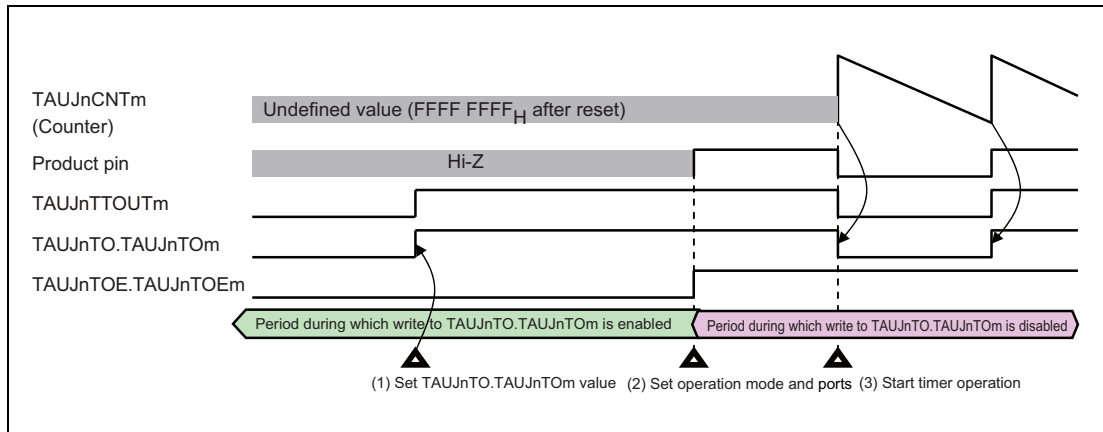 TAUJnCNTm
(Counter)
Undefined value (FFFF FFFFH after reset)
Product pin
Hi-Z
TAUJnTTOUTm
TAUJnTO.TAUJnTOm
TAUJnTOE.TAUJnTOEm
Period during which write to TAUJnTO.TAUJnTOm is enabled
Period during which write to TAUJnTO.TAUJnTOm is disabled
(1) Set TAUJnTO.TAUJnTOm value
(2) Set operation mode and ports
(3) Start timer operation